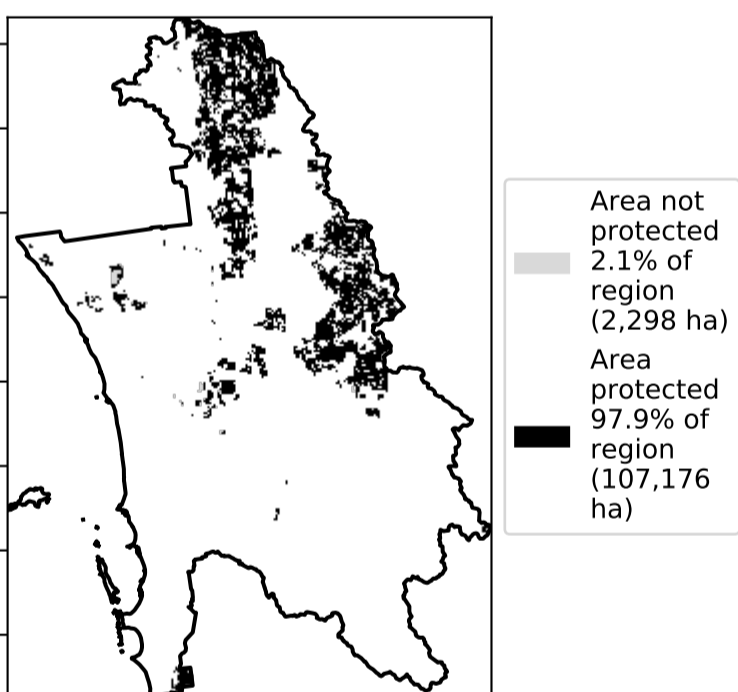 Area not
protected
2.1% of
region
(2,298 ha)
Area
protected
97.9% of
region
(107,176
ha)